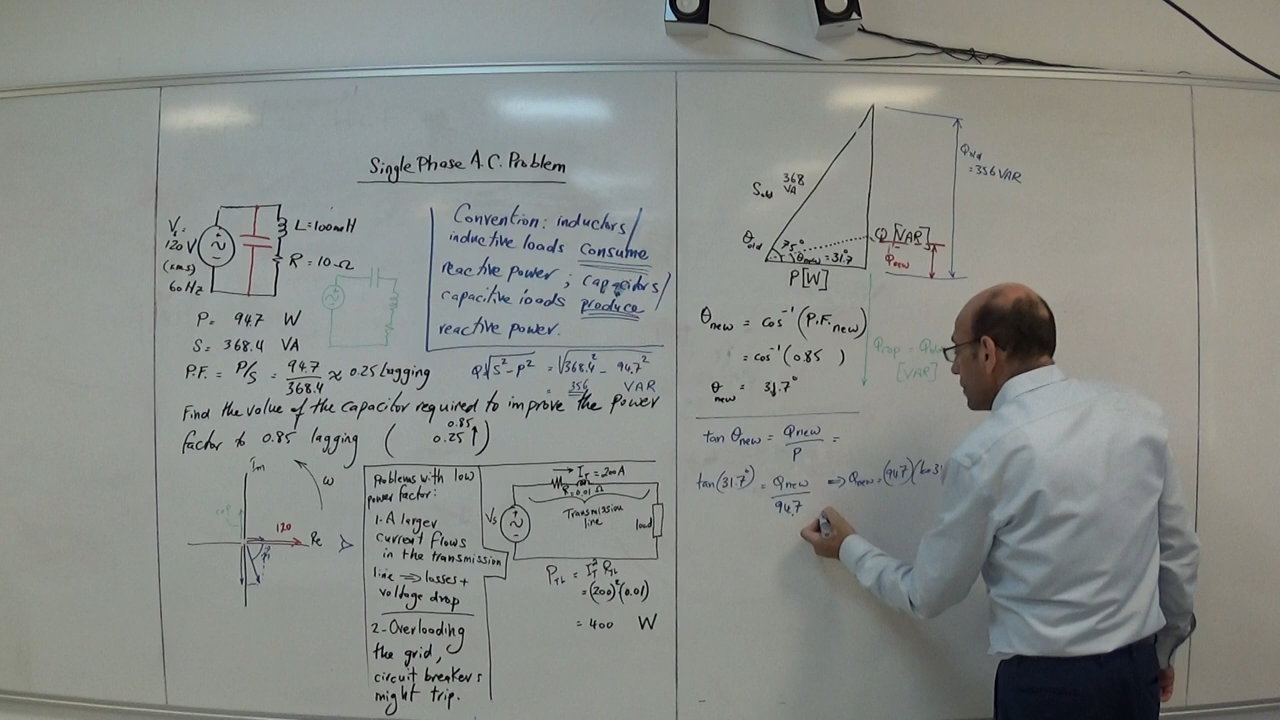 Single Phase A.C. Problem
Vs =
120 V
(rms)
60 Hz
L = 100 mH
R = 10 Ω
P = 94.7 W
S = 368.4 VA
P.F. = P/S = 94.7 / 368.4 ≈ 0.25 Lagging
Convention: inductors/
inductive loads consume
reactive power; capacitors/
capacitive loads produce
reactive power.
Q = √S² - P² = √368.4² - 94.7²
= 356 VAR
Find the value of the capacitor required to improve the power
factor to 0.85 lagging ( 0.25 ↑ 0.85 )
Im
ω
120
Re
Problems with low
power factor:
1. A larger
current flows
in the transmission
line ⇒ losses +
voltage drop
2- Overloading
the grid,
circuit breakers
might trip.
→ I_T = 200 A
R = 0.01 Ω
Transmission
line
Vs
load
P_TL = I_T² R_TL
= (200)² (0.01)
= 400 W
S_old 368 VA
Q_old
= 356 VAR
θ_old
75°
θ_new = 31.7
Q [VAR]
Q_new
P [W]
θ_new = cos⁻¹ (P.F._new)
= cos⁻¹ (0.85 )
θ_new = 31.7°
[VAR]
tan θ_new = Q_new / P =
tan (31.7°) = Q_new / 94.7 ⇒ Q_new = (94.7)(tan 31